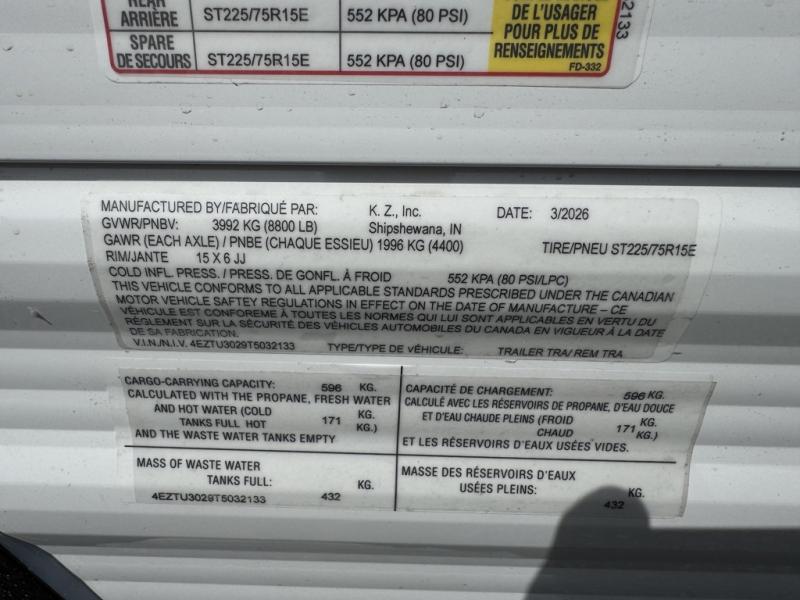 REAR
ARRIÈRE ST225/75R15E 552 KPA (80 PSI)
SPARE
DE SECOURS ST225/75R15E 552 KPA (80 PSI)
DE L'USAGER
POUR PLUS DE
RENSEIGNEMENTS
FD-332
2133
MANUFACTURED BY/FABRIQUÉ PAR: K. Z., Inc. DATE: 3/2026
GVWR/PNBV: 3992 KG (8800 LB) Shipshewana, IN
GAWR (EACH AXLE) / PNBE (CHAQUE ESSIEU) 1996 KG (4400) TIRE/PNEU ST225/75R15E
RIM/JANTE 15 X 6 JJ
COLD INFL. PRESS. / PRESS. DE GONFL. À FROID 552 KPA (80 PSI/LPC)
THIS VEHICLE CONFORMS TO ALL APPLICABLE STANDARDS PRESCRIBED UNDER THE CANADIAN
MOTOR VEHICLE SAFTEY REGULATIONS IN EFFECT ON THE DATE OF MANUFACTURE – CE
VÉHICULE EST CONFOREME À TOUTES LES NORMES QUI LUI SONT APPLICABLES EN VERTU DU
RÈGLEMENT SUR LA SÉCURITÉ DES VÉHICULES AUTOMOBILES DU CANADA EN VIGUEUR À LA DATE
DE SA FABRICATION.
V.I.N./N.I.V. 4EZTU3029T5032133 TYPE/TYPE DE VÉHICULE: TRAILER TRA/ REM TRA
CARGO-CARRYING CAPACITY: 596 KG.
CALCULATED WITH THE PROPANE, FRESH WATER
AND HOT WATER (COLD KG.
TANKS FULL HOT 171 KG.)
AND THE WASTE WATER TANKS EMPTY
CAPACITÉ DE CHARGEMENT: 596 KG.
CALCULÉ AVEC LES RÉSERVOIRS DE PROPANE, D'EAU DOUCE
ET D'EAU CHAUDE PLEINS (FROID KG.
CHAUD 171 KG.)
ET LES RÉSERVOIRS D'EAUX USÉES VIDES.
MASS OF WASTE WATER
TANKS FULL: KG.
4EZTU3029T5032133 432
MASSE DES RÉSERVOIRS D'EAUX
USÉES PLEINS: KG.
432